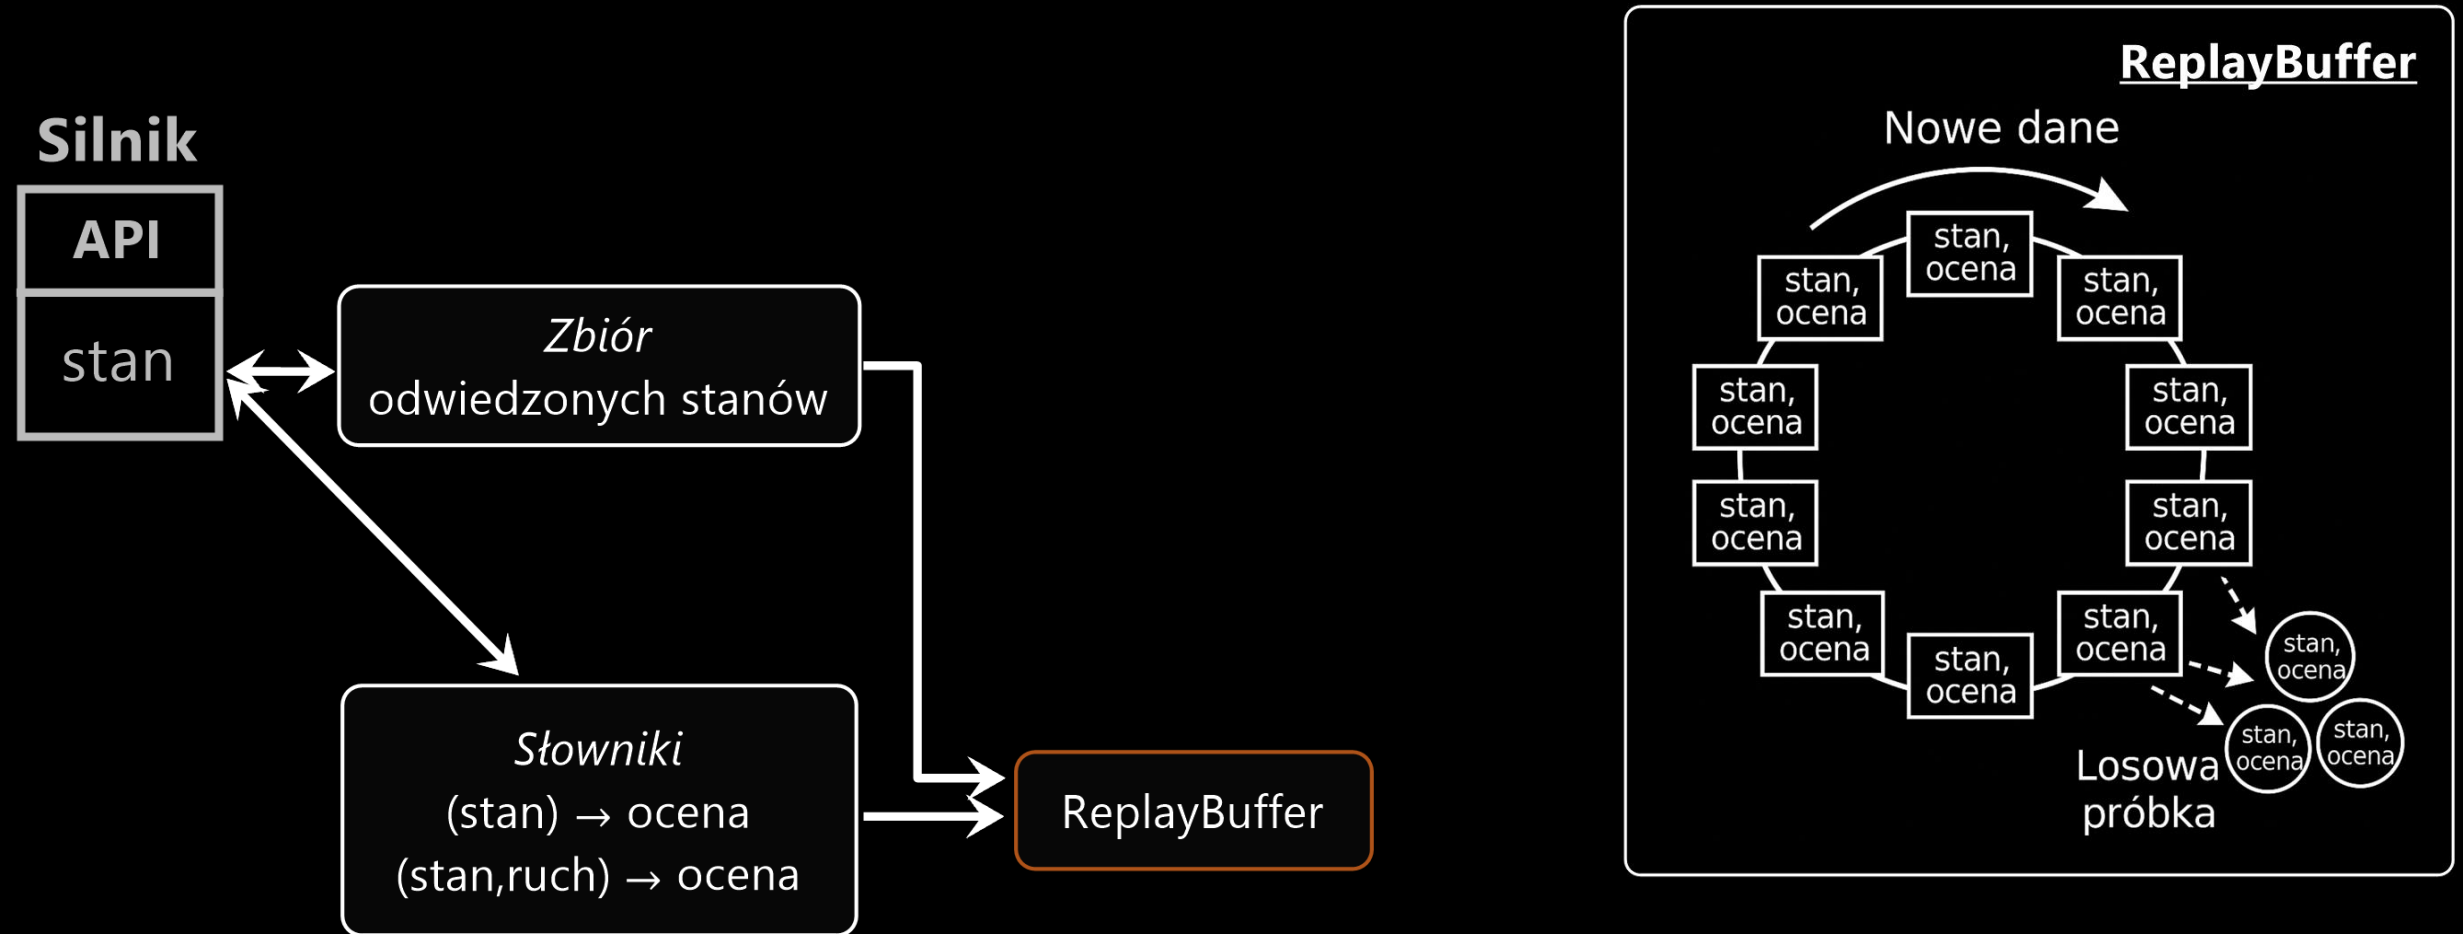 Silnik
API
stan
Zbiór
odwiedzonych stanów
Słowniki
(stan) → ocena
(stan,ruch) → ocena
ReplayBuffer
ReplayBuffer
Nowe dane
stan,
ocena
stan,
ocena
stan,
ocena
stan,
ocena
stan,
ocena
stan,
ocena
stan,
ocena
stan,
ocena
stan,
ocena
stan,
ocena
stan,
ocena
stan,
ocena
stan,
ocena
Losowa
próbka